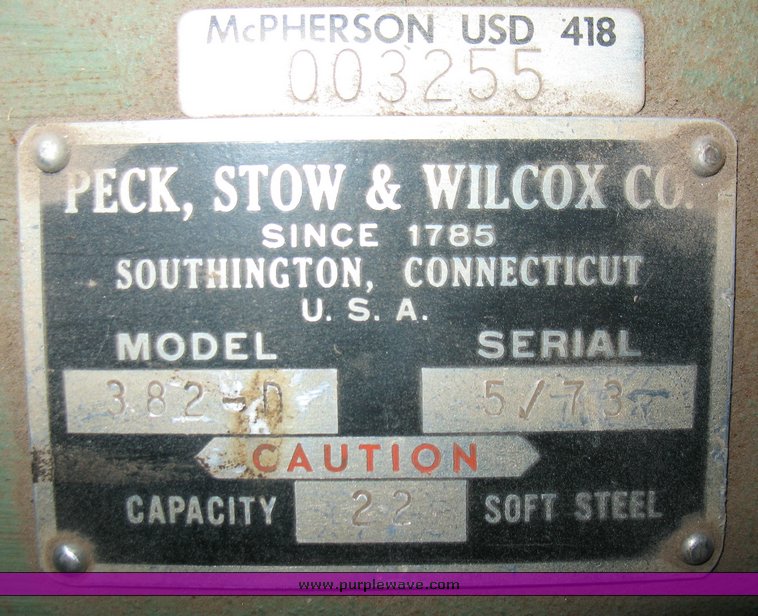 McPHERSON USD 418
003255
PECK, STOW & WILCOX CO.
SINCE 1785
SOUTHINGTON, CONNECTICUT
U. S. A.
MODEL SERIAL
382-D 5/73-
CAUTION
CAPACITY 22 SOFT STEEL
www.purplewave.com